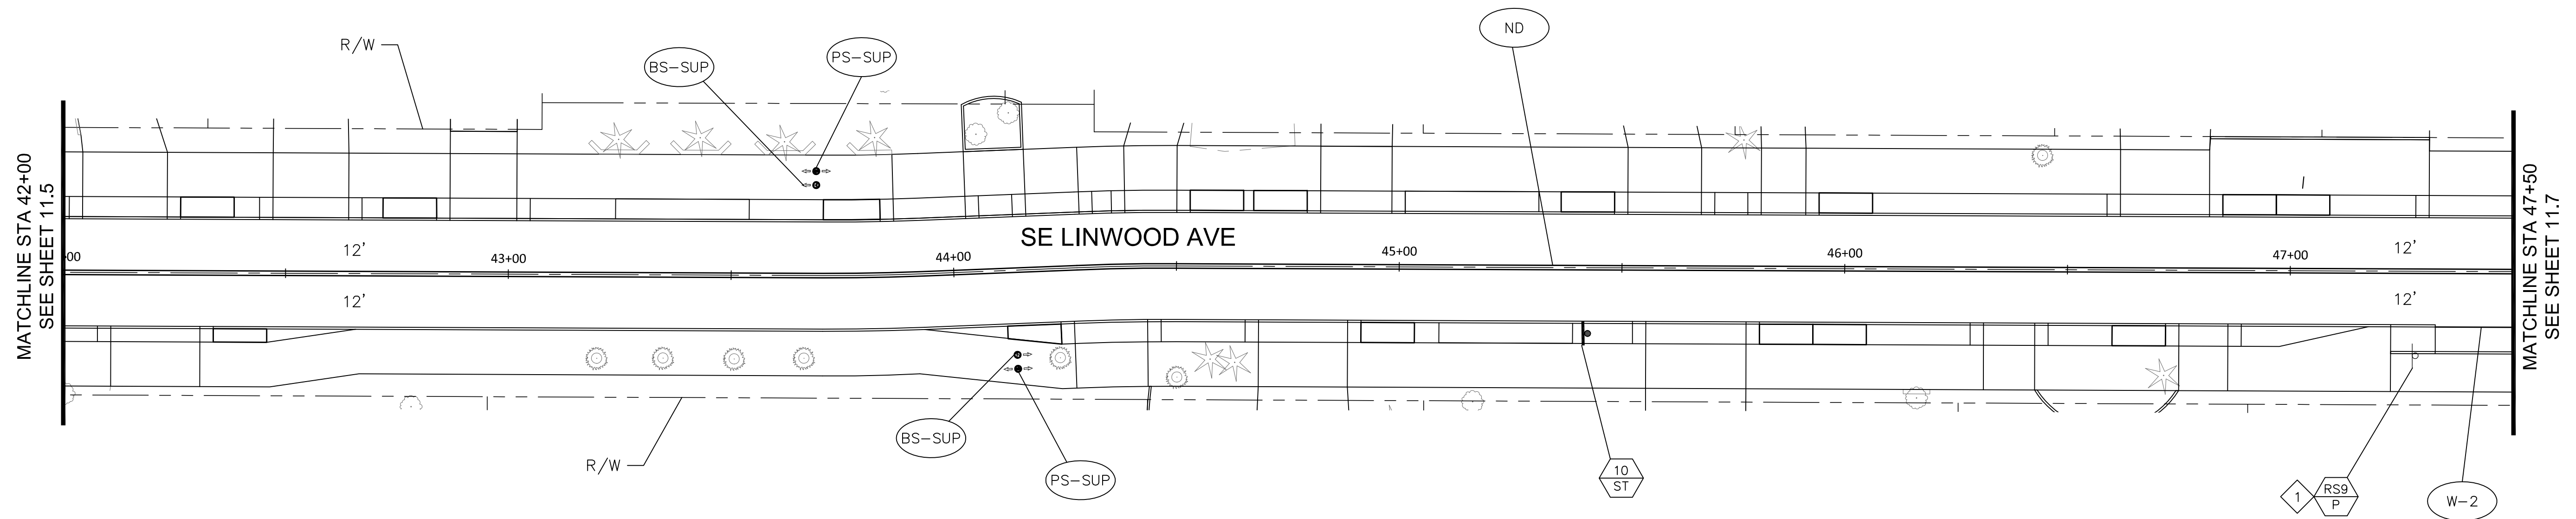 R/W
BS-SUP
PS-SUP
ND
MATCHLINE STA 42+00
SEE SHEET 11.5
12'
SE LINWOOD AVE
12'
00
43+00
44+00
45+00
46+00
47+00
12'
12'
MATCHLINE STA 47+50
SEE SHEET 11.7
R/W
BS-SUP
PS-SUP
10
ST
1
RS9
P
W-2